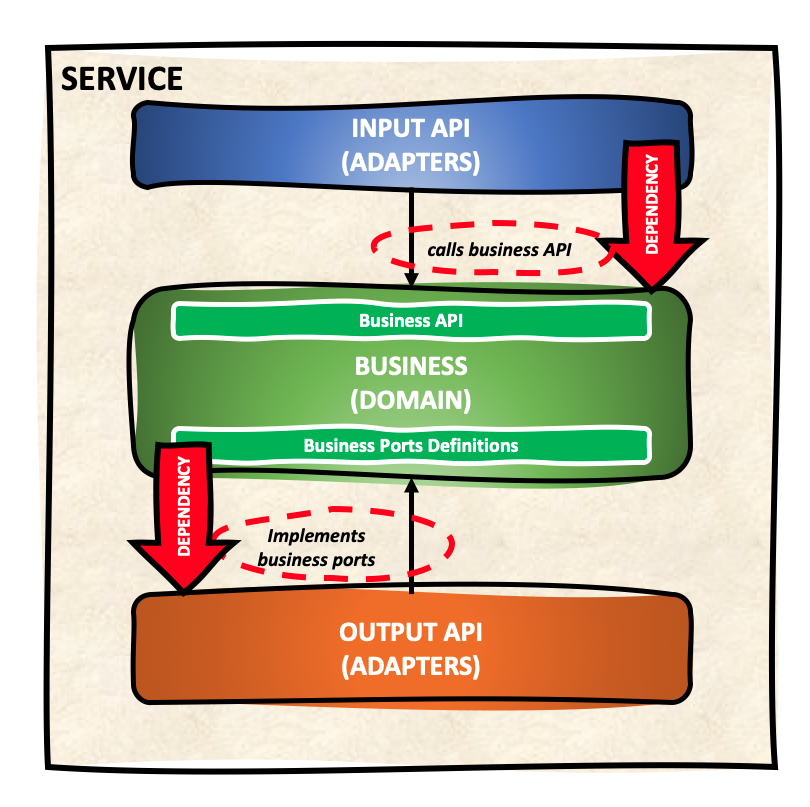 SERVICE
INPUT API
(ADAPTERS)
DEPENDENCY
calls business API
Business API
BUSINESS
(DOMAIN)
Business Ports Definitions
DEPENDENCY
Implements
business ports
OUTPUT API
(ADAPTERS)